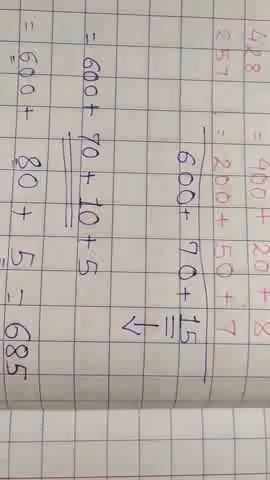 428 = 400 + 20 + 8
257 = 200 + 50 + 7
600 + 70 + 15
= 600 + 70 + 10 + 5
= 600 + 80 + 5 = 685